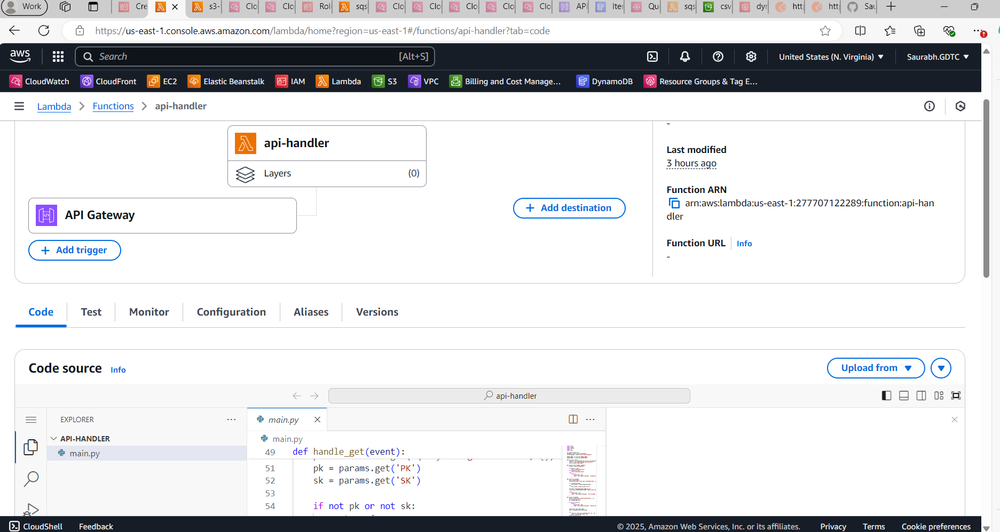 Work
Cre
s3-
Clo
Clo
Rol
sqs
Clo
Clo
Clo
Clo
Clo
API
Iter
Qu
sqs
csv
dyr
htt
htt
Sau
https://us-east-1.console.aws.amazon.com/lambda/home?region=us-east-1#/functions/api-handler?tab=code
aws
Search
[Alt+S]
United States (N. Virginia)
Saurabh.GDTC
CloudWatch
CloudFront
EC2
Elastic Beanstalk
IAM
Lambda
S3
VPC
Billing and Cost Manage...
DynamoDB
Resource Groups & Tag E...
Lambda
Functions
api-handler
api-handler
Layers
(0)
API Gateway
+ Add destination
+ Add trigger
-
Last modified
3 hours ago
Function ARN
arn:aws:lambda:us-east-1:277707122289:function:api-han
dler
Function URL
Info
-
Code
Test
Monitor
Configuration
Aliases
Versions
Code source
Info
Upload from
api-handler
EXPLORER
API-HANDLER
main.py
main.py
main.py
49 def handle_get(event):
51 pk = params.get('PK')
52 sk = params.get('SK')
53
54 if not pk or not sk:
CloudShell
Feedback
© 2025, Amazon Web Services, Inc. or its affiliates.
Privacy
Terms
Cookie preferences